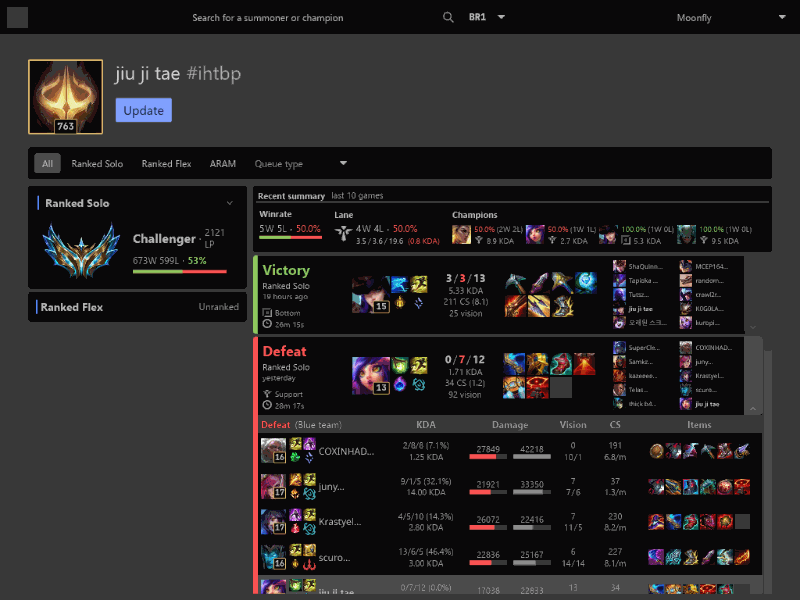 Search for a summoner or champion BR1 Moonfly
jiu ji tae #ihtbp
763
Update
All Ranked Solo Ranked Flex ARAM Queue type
Ranked Solo
Challenger · 2121 LP
673W 599L · 53%
Ranked Flex Unranked
Recent summary last 10 games
Winrate Lane Champions
5W 5L - 50.0% 4W 4L - 50.0% 50.0% (2W 2L) 50.0% (1W 1L) 100.0% (1W 0L) 100.0% (1W 0L)
3.5 / 3.6 / 19.6 (0.8 KDA) 8.9 KDA 2.7 KDA 5.3 KDA 9.5 KDA
Victory
Ranked Solo
19 hours ago
Bottom
28m 15s
15
3 / 3 / 13
5.33 KDA
211 CS (8.1)
25 vision
ShaQuinn...
Tapioka ...
jiu ji tae
MCEP164...
random...
crawl2r...
KGGLA...
Defeat
Ranked Solo
yesterday
Support
28m 17s
13
0 / 7 / 12
1.71 KDA
34 CS (1.2)
92 vision
SuperCle...
kazeeee...
Telas...
COXINHAD...
juny...
Krastyel...
scuro...
jiu ji tae
Defeat (Blue team) KDA Damage Vision CS Items
16 COXINHAD... 2/8/8 (7.1%) 1.25 KDA 27849 42218 0 10/1 191 6.8/m
17 juny... 9/1/5 (32.1%) 14.00 KDA 21921 33350 7 7/6 37 1.3/m
17 Krastyel... 4/5/10 (14.3%) 2.80 KDA 26072 22416 7 11/5 230 8.2/m
16 scuro... 13/6/5 (46.4%) 3.00 KDA 22836 25167 6 14/14 227 8.1/m
jiu ji tae 0/7/12 (0.0%) 17038 22833 13 34